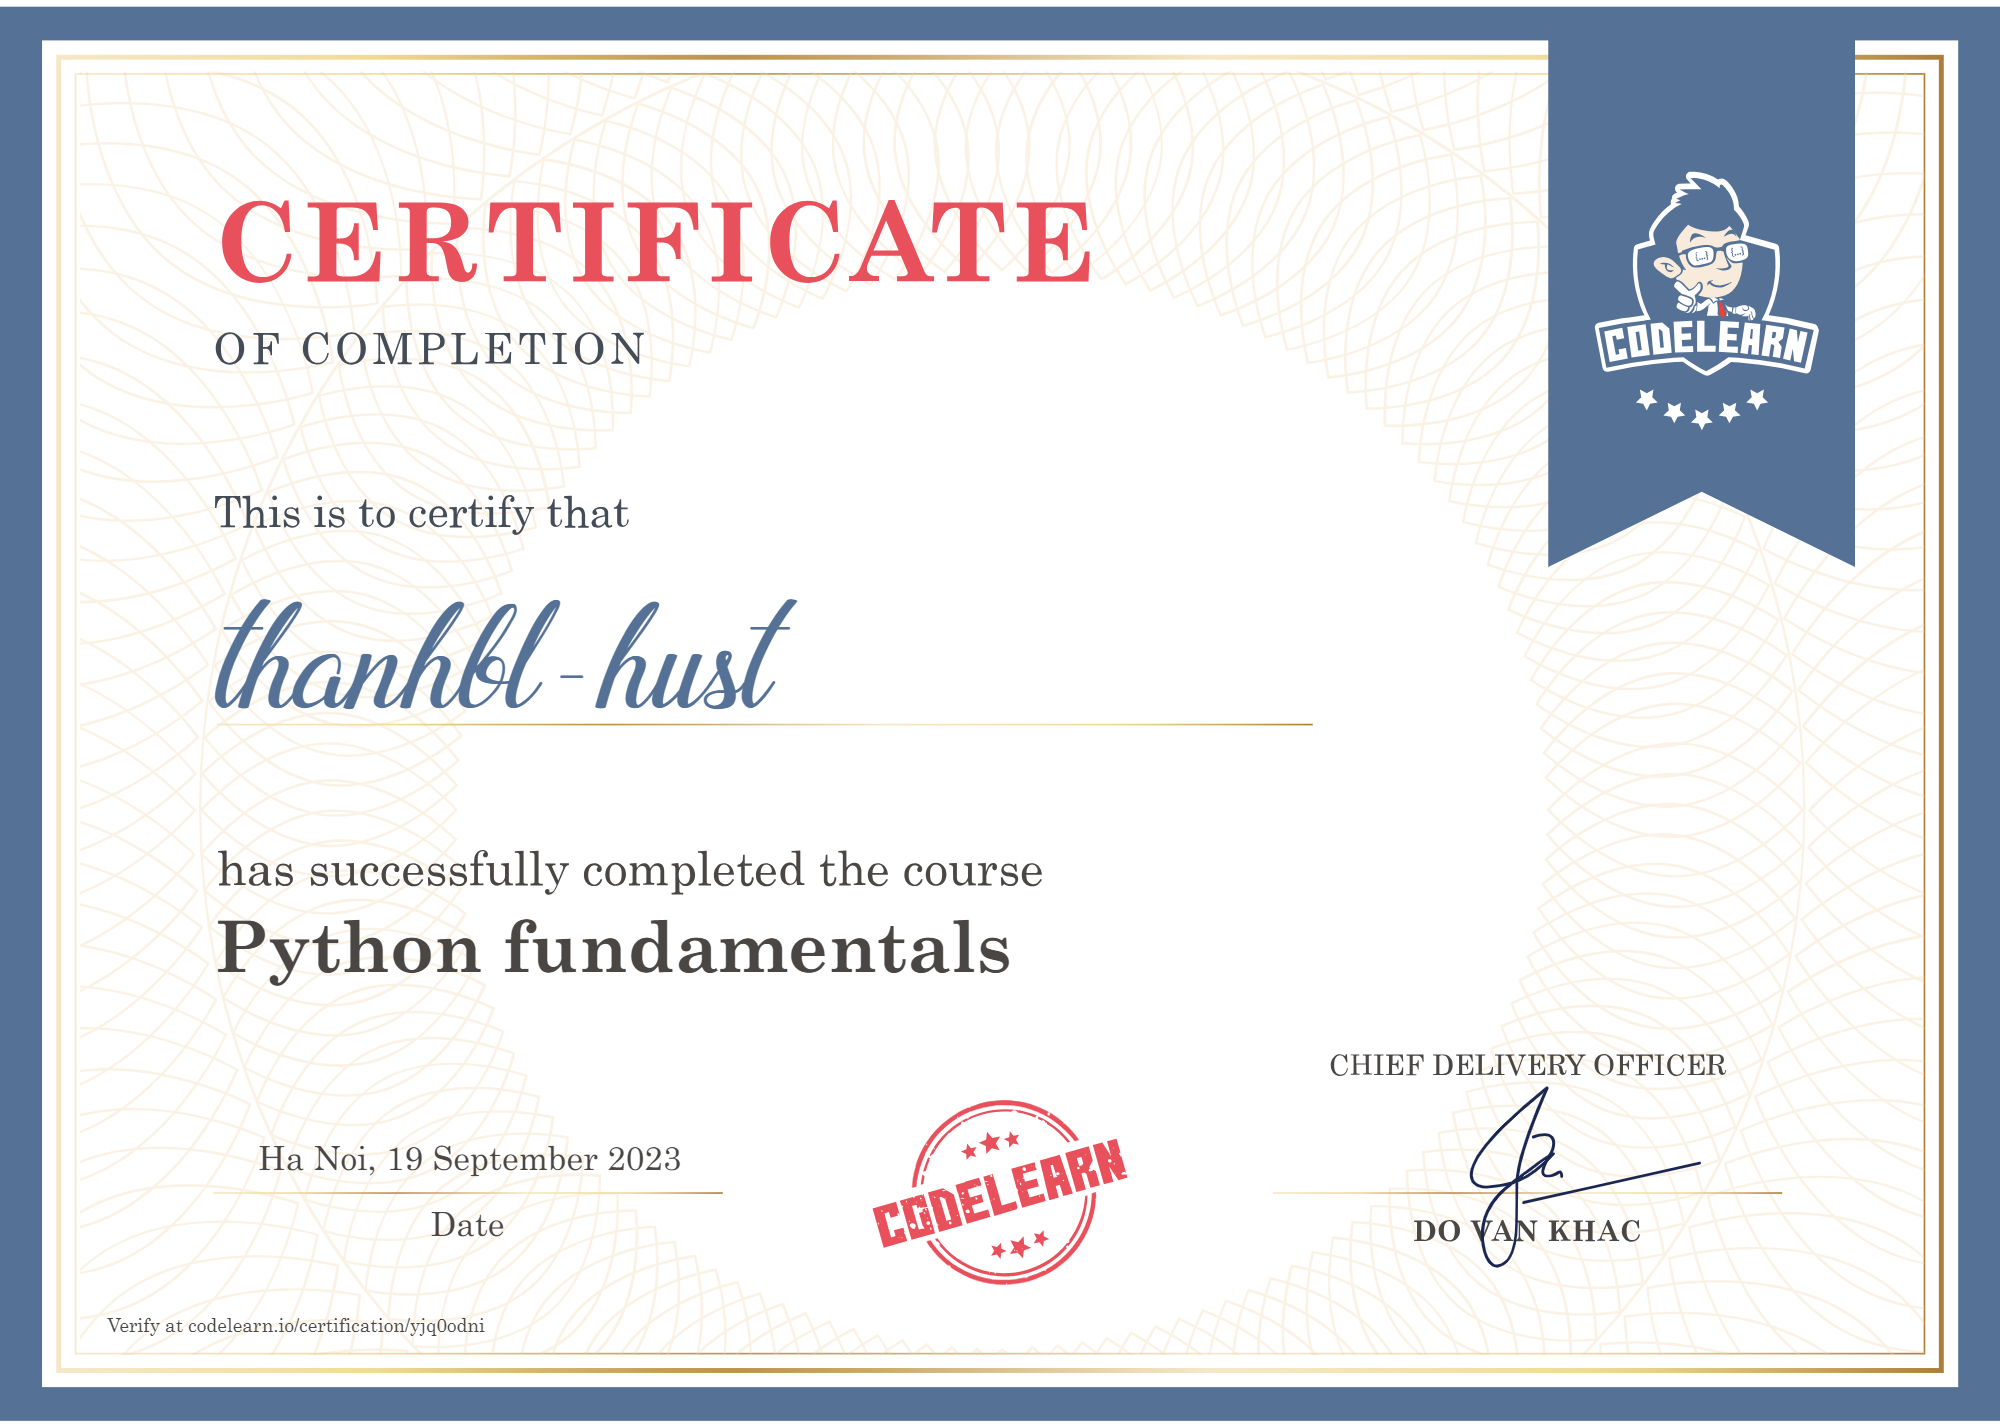 CERTIFICATE
OF COMPLETION
CODELEARN
This is to certify that
thanhbl-hust
has successfully completed the course
Python fundamentals
CHIEF DELIVERY OFFICER
Ha Noi, 19 September 2023
Date
CODELEARN
DO VAN KHAC
Verify at codelearn.io/certification/yjq0odni